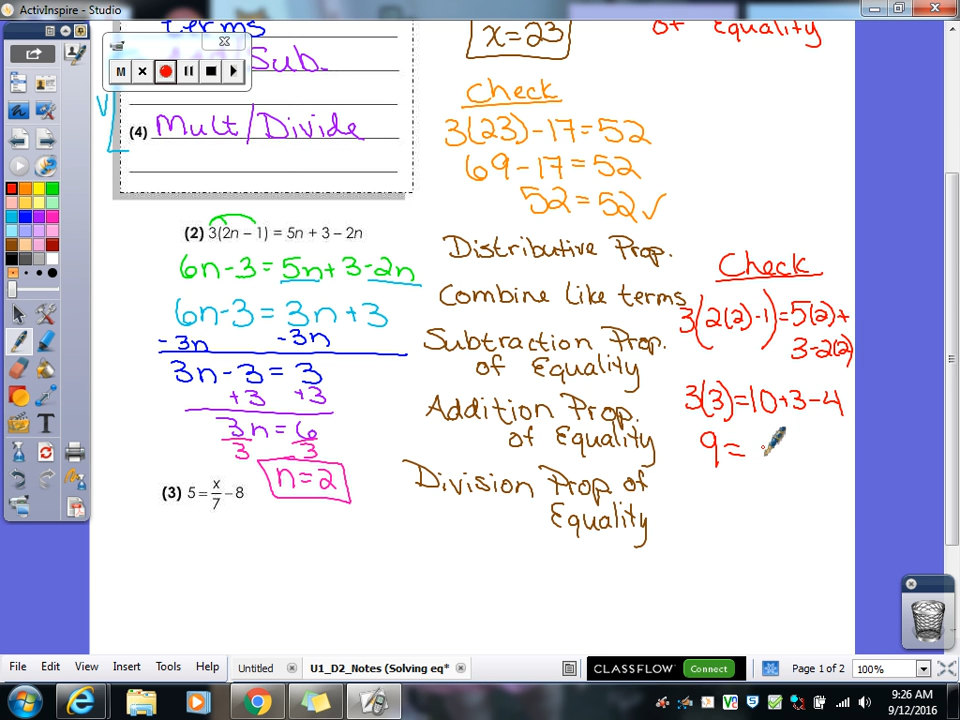 ActivInspire - Studio
terms
x=23
of Equality
Sub.
M
(4) Mult/Divide
Check
3(23)-17=52
69-17=52
52=52✓
(2) 3(2n – 1) = 5n + 3 – 2n
6n-3=5n+3-2n
6n-3=3n+3
-3n -3n
3n-3=3
+3 +3
3n=6
3 3
n=2
Distributive Prop.
Combine like terms
Subtraction Prop.
of Equality
Addition Prop.
of Equality
Division Prop of
Equality
Check
3(2(2)-1)=5(2)+
3-2(2)
3(3)=10+3-4
9=
(3) 5 = x/7 – 8
File Edit View Insert Tools Help
Untitled
U1_D2_Notes (Solving eq*
CLASSFLOW Connect
Page 1 of 2
100%
9:26 AM
9/12/2016